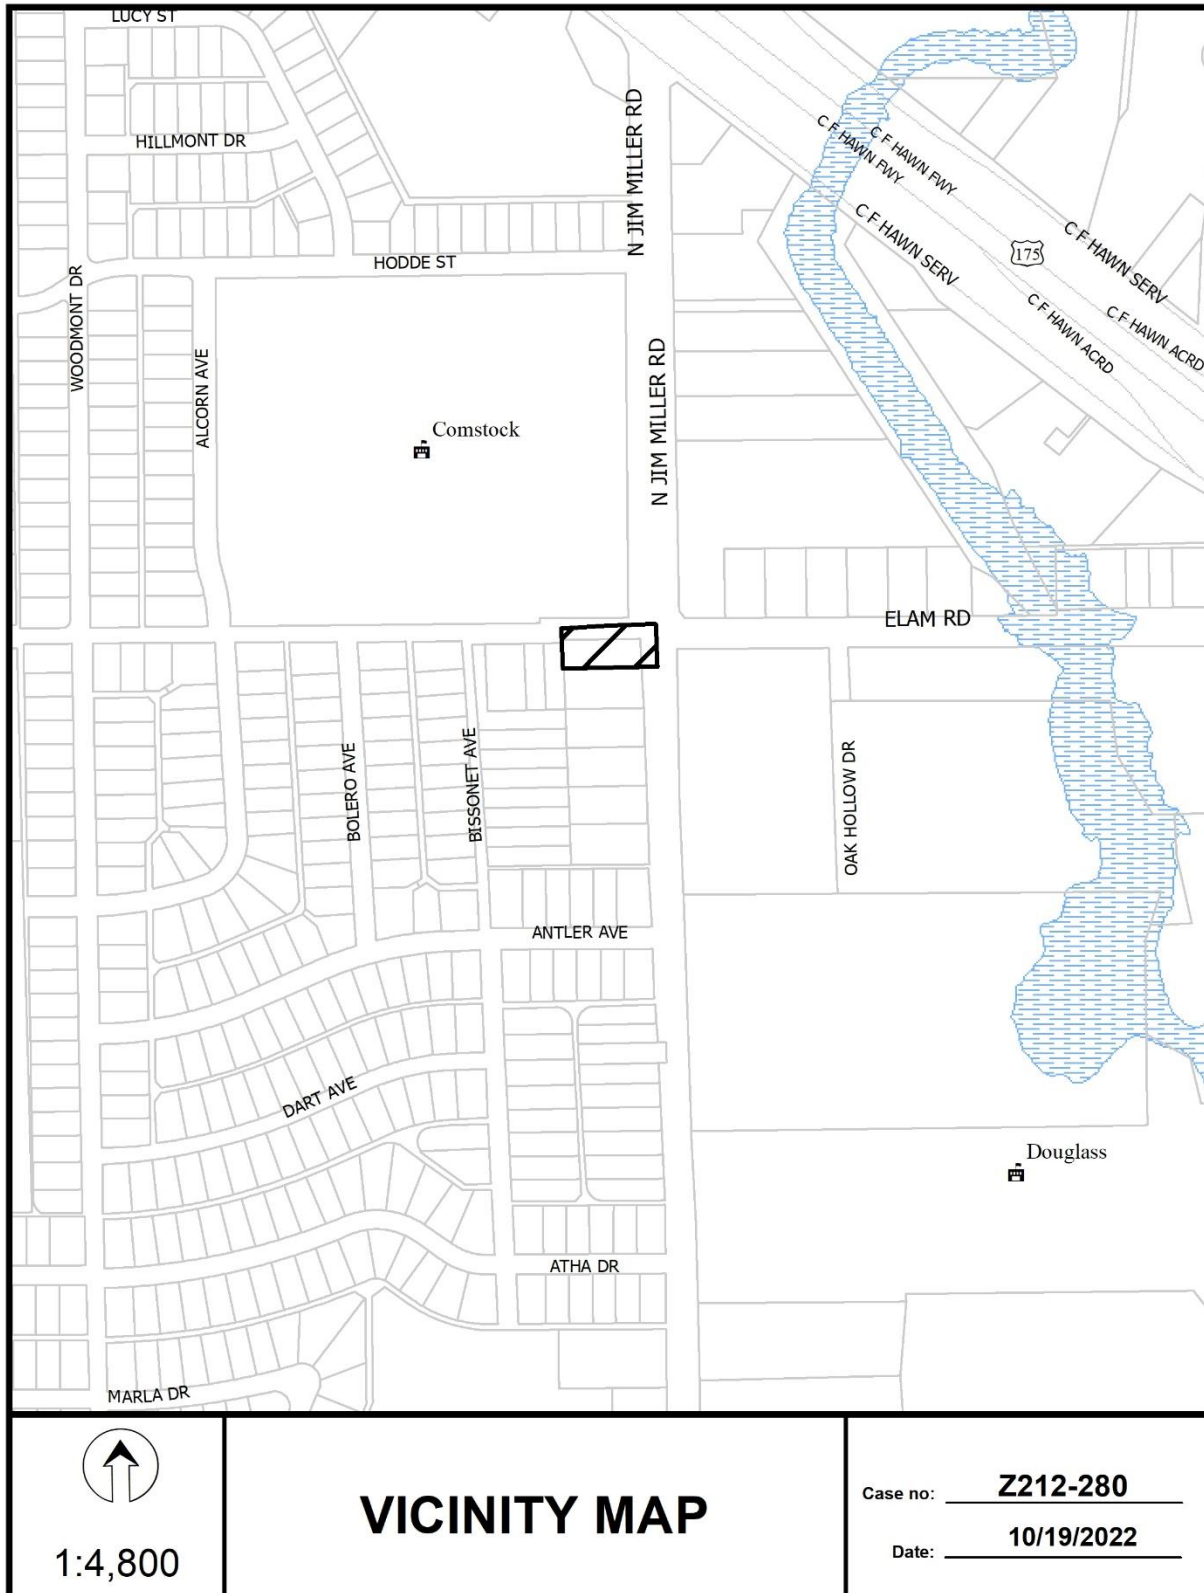 LUCY ST
HILLMONT DR
N JIM MILLER RD
C F HAWN FWY
C F HAWN FWY
C F HAWN SERV
C F HAWN SERV
175
HODDE ST
WOODMONT DR
C F HAWN ACRD
C F HAWN ACRD
ALCORN AVE
N JIM MILLER RD
Comstock
ELAM RD
BOLERO AVE
BISSONET AVE
OAK HOLLOW DR
ANTLER AVE
DART AVE
Douglass
ATHA DR
MARLA DR
1:4,800
VICINITY MAP
Case no: Z212-280
Date: 10/19/2022